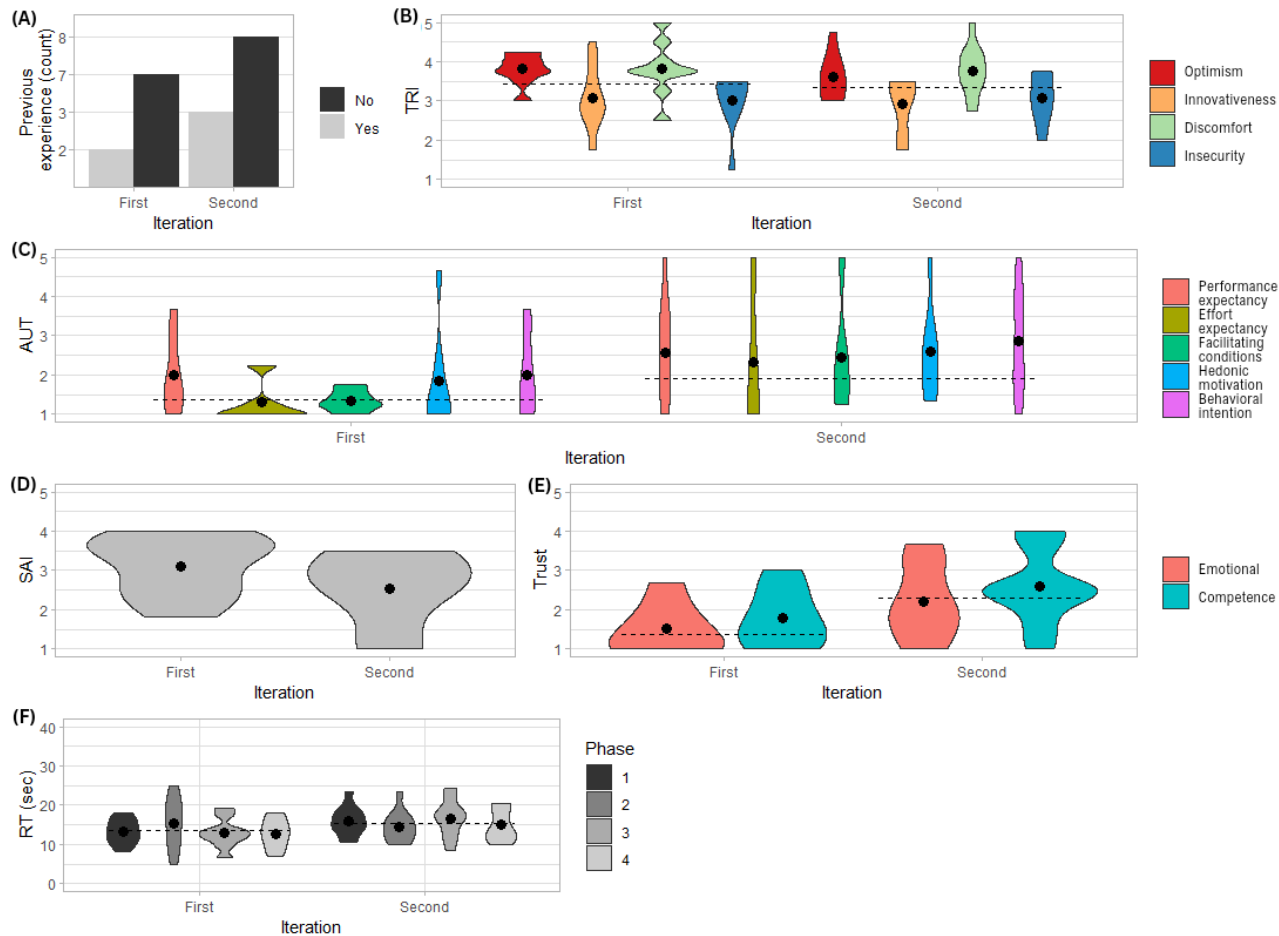 (A)
Previous
experience (count)
8
7
3
2
First
Second
Iteration
No
Yes
(B)
TRI
5
4
3
2
1
First
Second
Iteration
Optimism
Innovativeness
Discomfort
Insecurity
(C)
AUT
5
4
3
2
1
First
Second
Iteration
Performance
expectancy
Effort
expectancy
Facilitating
conditions
Hedonic
motivation
Behavioral
intention
(D)
SAI
5
4
3
2
1
First
Second
Iteration
(E)
Trust
5
4
3
2
1
First
Second
Iteration
Emotional
Competence
(F)
RT (sec)
40
30
20
10
0
First
Second
Iteration
Phase
1
2
3
4